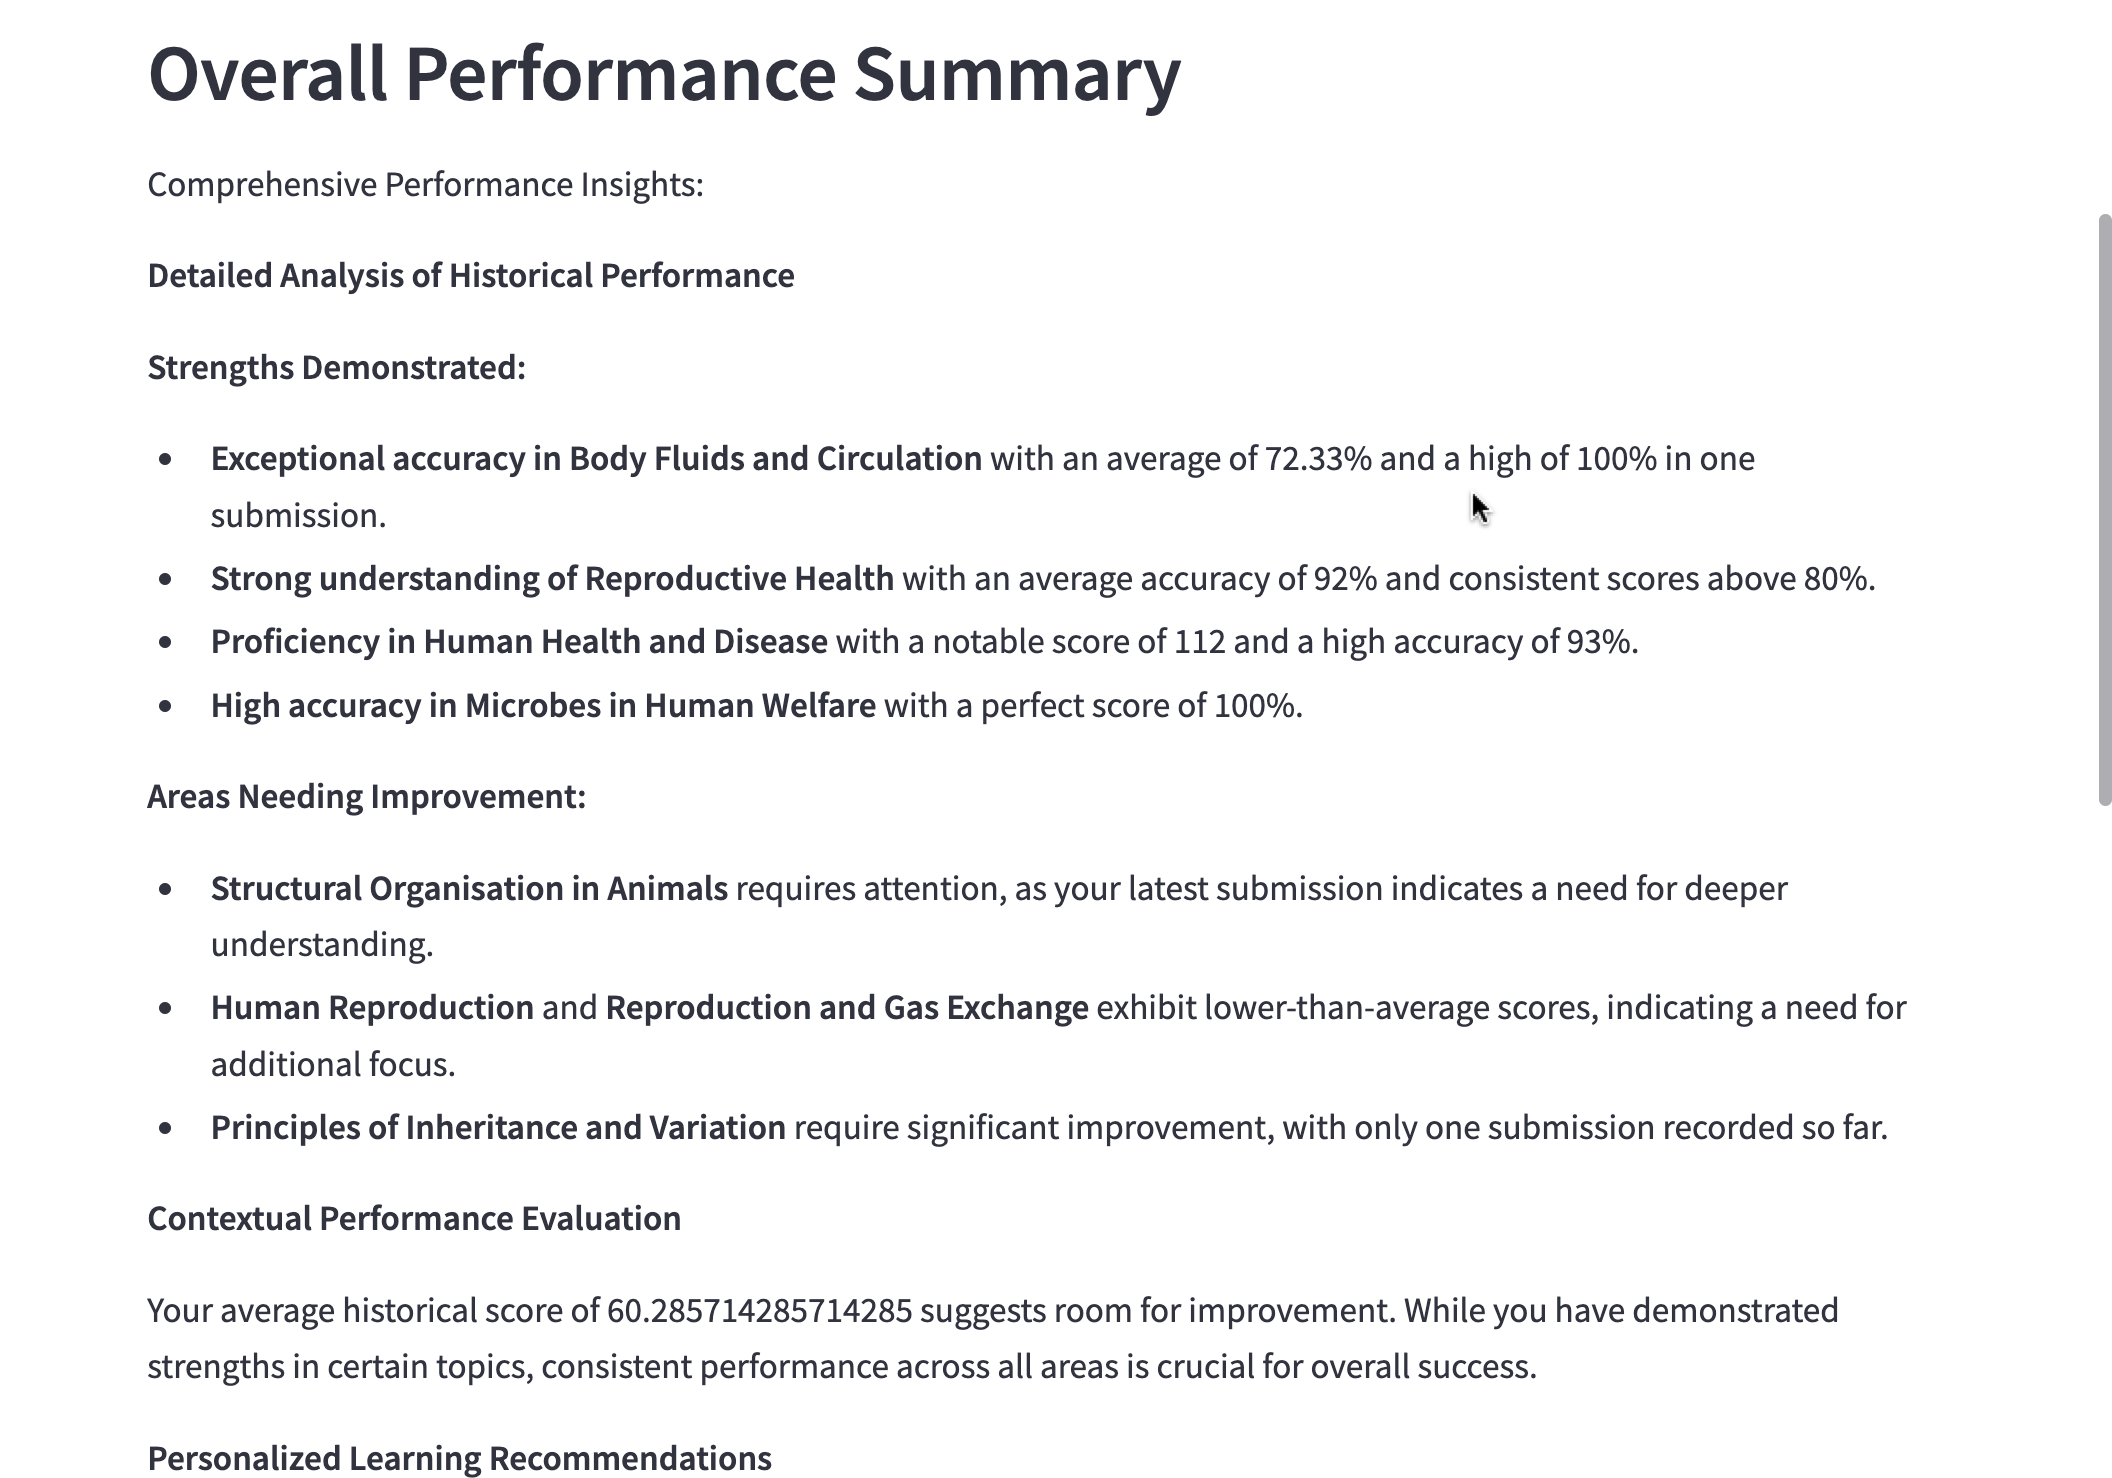 Overall Performance Summary
Comprehensive Performance Insights:
Detailed Analysis of Historical Performance
Strengths Demonstrated:
• Exceptional accuracy in Body Fluids and Circulation with an average of 72.33% and a high of 100% in one
submission.
• Strong understanding of Reproductive Health with an average accuracy of 92% and consistent scores above 80%.
• Proficiency in Human Health and Disease with a notable score of 112 and a high accuracy of 93%.
• High accuracy in Microbes in Human Welfare with a perfect score of 100%.
Areas Needing Improvement:
• Structural Organisation in Animals requires attention, as your latest submission indicates a need for deeper
understanding.
• Human Reproduction and Reproduction and Gas Exchange exhibit lower-than-average scores, indicating a need for
additional focus.
• Principles of Inheritance and Variation require significant improvement, with only one submission recorded so far.
Contextual Performance Evaluation
Your average historical score of 60.285714285714285 suggests room for improvement. While you have demonstrated
strengths in certain topics, consistent performance across all areas is crucial for overall success.
Personalized Learning Recommendations